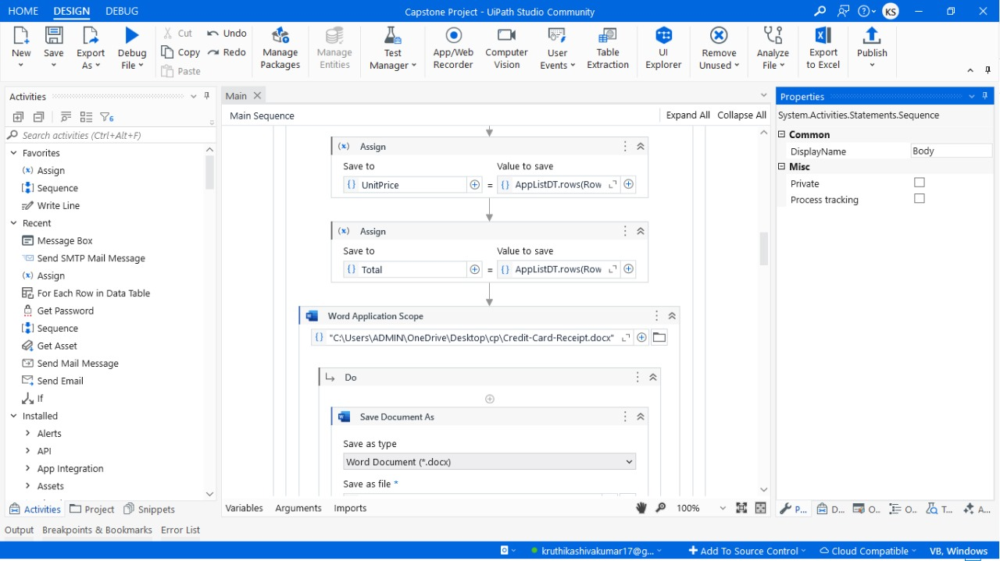 HOME DESIGN DEBUG Capstone Project - UiPath Studio Community KS
New Save Export As Debug File Cut Copy Paste Undo Redo Manage Packages Manage Entities Test Manager App/Web Recorder Computer Vision User Events Table Extraction UI Explorer Remove Unused Analyze File Export to Excel Publish
Activities
Search activities (Ctrl+Alt+F)
Favorites
Assign
Sequence
Write Line
Recent
Message Box
Send SMTP Mail Message
Assign
For Each Row in Data Table
Get Password
Sequence
Get Asset
Send Mail Message
Send Email
If
Installed
Alerts
API
App Integration
Assets
Activities Project Snippets
Main
Main Sequence Expand All Collapse All
Assign
Save to Value to save
UnitPrice = AppListDT.rows(Row
Assign
Save to Value to save
Total = AppListDT.rows(Row
Word Application Scope
"C:\Users\ADMIN\OneDrive\Desktop\cp\Credit-Card-Receipt.docx"
Do
Save Document As
Save as type
Word Document (*.docx)
Save as file *
Variables Arguments Imports 100%
Properties
System.Activities.Statements.Sequence
Common
DisplayName Body
Misc
Private
Process tracking
P... D... O... O... T... A...
Output Breakpoints & Bookmarks Error List
kruthikashivakumar17@g... Add To Source Control Cloud Compatible VB, Windows